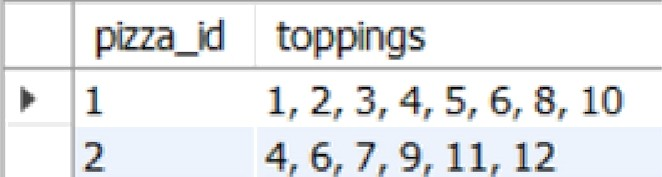 pizza_id toppings
1 1, 2, 3, 4, 5, 6, 8, 10
2 4, 6, 7, 9, 11, 12